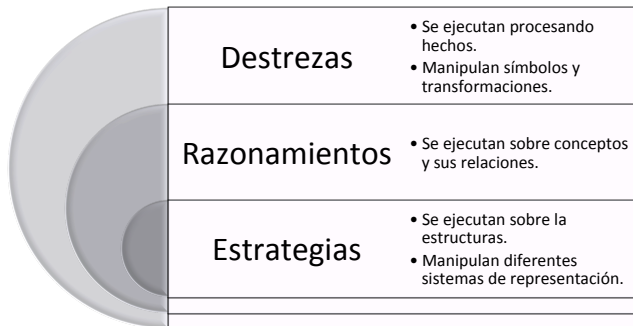 Destrezas
• Se ejecutan procesando
hechos.
• Manipulan símbolos y
transformaciones.
Razonamientos
• Se ejecutan sobre conceptos
y sus relaciones.
Estrategias
• Se ejecutan sobre la
estructuras.
• Manipulan diferentes
sistemas de representación.